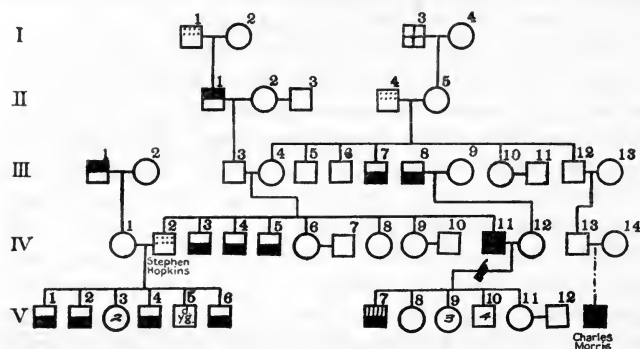 I 1 2 3 4
II 1 2 3 4 5
III 1 2 3 4 5 6 7 8 9 10 11 12 13
IV 1 2 3 4 5 6 7 8 9 10 11 12 13 14
Stephen
Hopkins
V 1 2 3 4 5 6 7 8 9 10 11 12
2 d. yg. 3 4
Charles
Morris